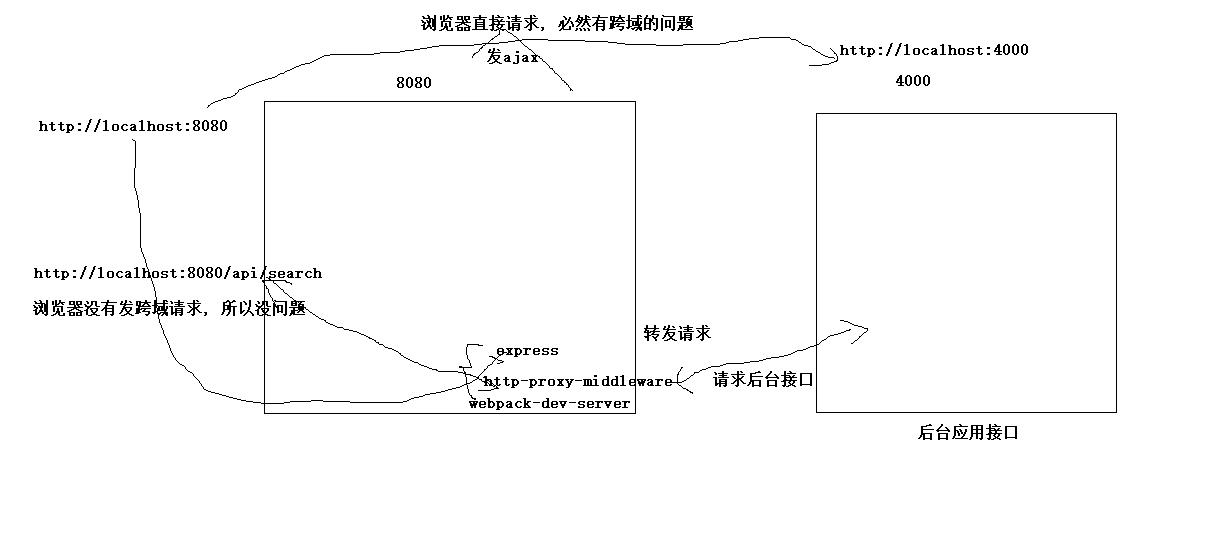 浏览器直接请求，必然有跨域的问题
http://localhost:4000
发ajax
8080
4000
http://localhost:8080
http://localhost:8080/api/search
浏览器没有发跨域请求，所以没问题
转发请求
express
http-proxy-middleware
请求后台接口
webpack-dev-server
后台应用接口